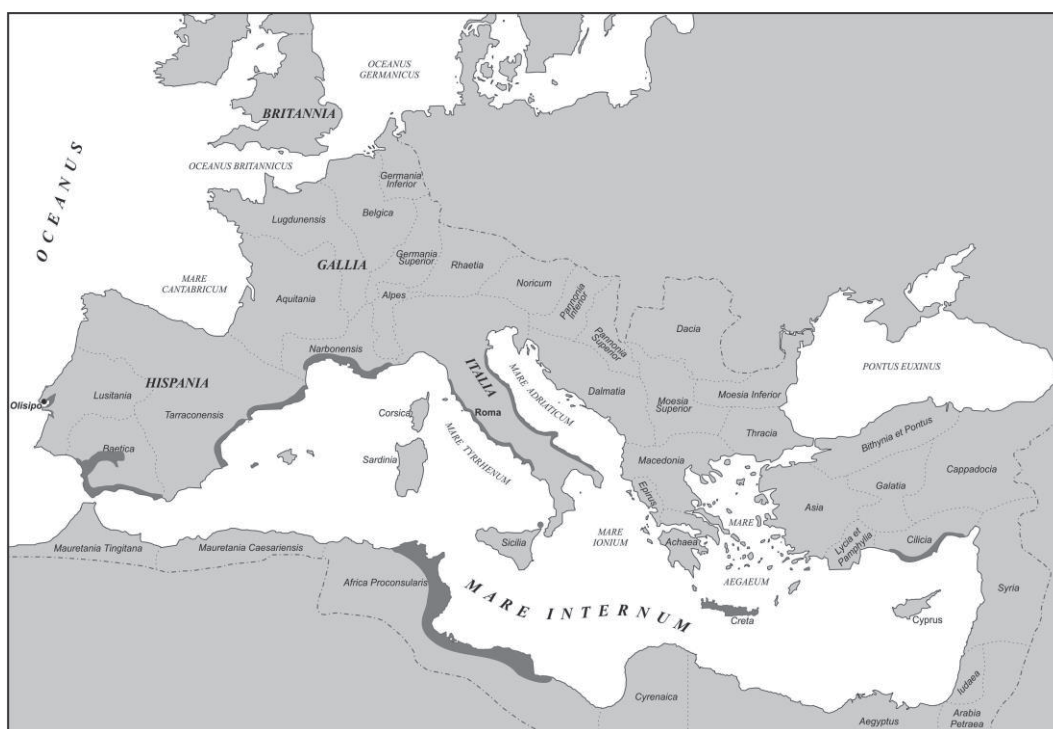 OCEANUS
GERMANICUS
BRITANNIA
OCEANUS BRITANNICUS
OCEANUS
Germania
Inferior
Belgica
Lugdunensis
GALLIA
Germania
Superior
Rhaetia
MARE
CANTABRICUM
Aquitania
Alpes
Noricum
Pannonia
Inferior
Pannonia
Superior
Dacia
Narbonensis
HISPANIA
Lusitania
Olisipo
Tarraconensis
Baetica
ITALIA
Roma
MARE ADRIATICUM
Dalmatia
Moesia
Superior
Moesia Inferior
PONTUS EUXINUS
Corsica
Sardinia
MARE TYRRHENUM
Thracia
Macedonia
Epirus
Bithynia et Pontus
Cappadocia
Galatia
Asia
MARE
AEGAEUM
Achaea
Lycia et
Pamphylia
Cilicia
Sicilia
MARE
IONIUM
Mauretania Tingitana
Mauretania Caesariensis
Africa Proconsularis
MARE INTERNUM
Creta
Cyprus
Syria
Cyrenaica
Aegyptus
Iudaea
Arabia
Petraea